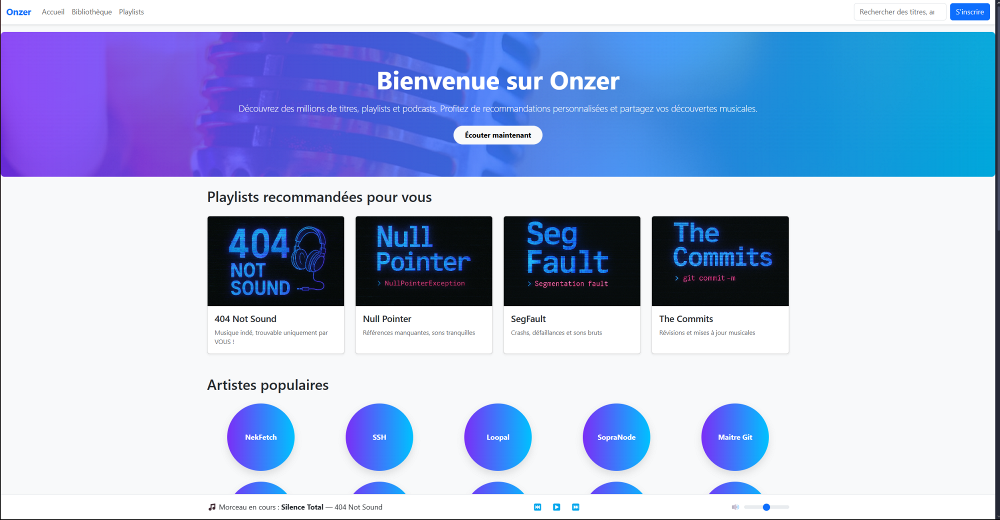 Onzer Accueil Bibliothèque Playlists Rechercher des titres, ar S'inscrire
Bienvenue sur Onzer
Découvrez des millions de titres, playlists et podcasts. Profitez de recommandations personnalisées et partagez vos découvertes musicales.
Écouter maintenant
Playlists recommandées pour vous
404
NOT
SOUND
Null
Pointer
> NullPointerException
Seg
Fault
> Segmentation fault
The
Commits
> git commit -m
404 Not Sound
Musique indé, trouvable uniquement par
VOUS !
Null Pointer
Références manquantes, sons tranquilles
SegFault
Crashs, défaillances et sons bruts
The Commits
Révisions et mises à jour musicales
Artistes populaires
NekFetch
SSH
Loopal
SopraNode
Maître Git
Morceau en cours : Silence Total — 404 Not Sound